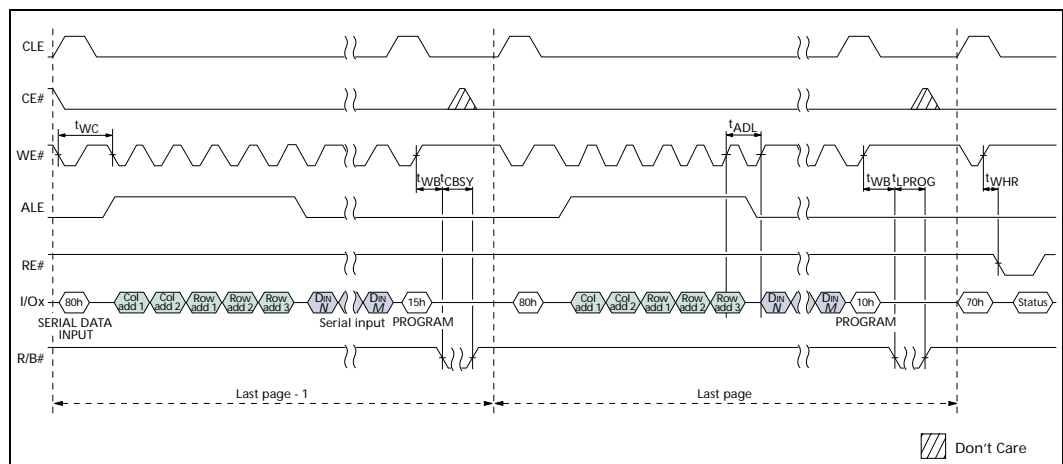 CLE
CE#
tWC
tADL
WE#
tWB tCBSY
tWB tLPROG
tWHR
ALE
RE#
I/Ox
80h
Col add 1
Col add 2
Row add 1
Row add 2
Row add 3
DIN N
DIN M
15h
80h
Col add 1
Col add 2
Row add 1
Row add 2
Row add 3
DIN N
DIN M
10h
70h
Status
SERIAL DATA INPUT
Serial input
PROGRAM
PROGRAM
R/B#
Last page - 1
Last page
Don't Care